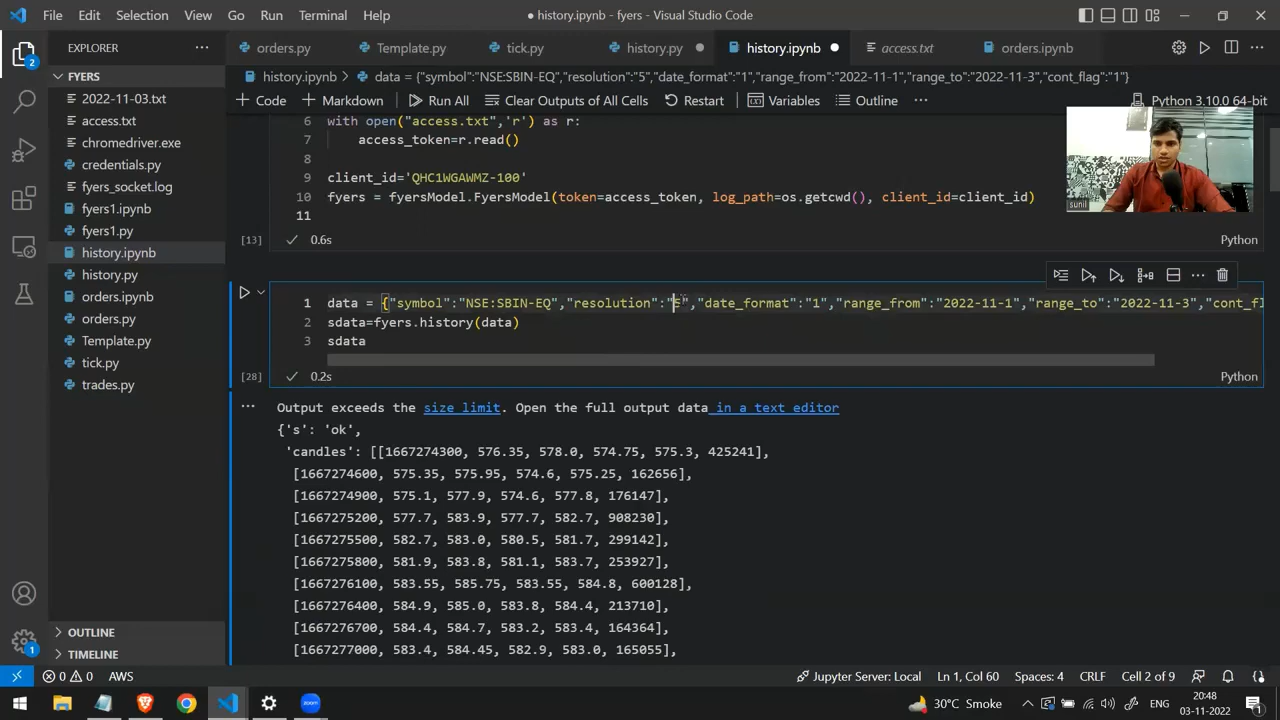 File Edit Selection View Go Run Terminal Help
history.ipynb - fyers - Visual Studio Code
EXPLORER
orders.py Template.py tick.py history.py history.ipynb access.txt orders.ipynb
FYERS
history.ipynb > data = {"symbol":"NSE:SBIN-EQ","resolution":"5","date_format":"1","range_from":"2022-11-1","range_to":"2022-11-3","cont_flag":"1"}
Code Markdown Run All Clear Outputs of All Cells Restart Variables Outline Python 3.10.0 64-bit
2022-11-03.txt
access.txt
chromedriver.exe
credentials.py
fyers_socket.log
fyers1.ipynb
fyers1.py
history.ipynb
history.py
orders.ipynb
orders.py
Template.py
tick.py
trades.py
OUTLINE
TIMELINE
2
1
6 with open("access.txt", 'r') as r:
7 access_token=r.read()
8
9 client_id='QHC1WGAWMZ-100'
10 fyers = fyersModel.FyersModel(token=access_token, log_path=os.getcwd(), client_id=client_id)
11
sunil
[13] 0.6s Python
1 data = {"symbol":"NSE:SBIN-EQ","resolution":"5","date_format":"1","range_from":"2022-11-1","range_to":"2022-11-3","cont_fl
2 sdata=fyers.history(data)
3 sdata
[28] 0.2s Python
Output exceeds the size limit. Open the full output data in a text editor
{'s': 'ok',
'candles': [[1667274300, 576.35, 578.0, 574.75, 575.3, 425241],
[1667274600, 575.35, 575.95, 574.6, 575.25, 162656],
[1667274900, 575.1, 577.9, 574.6, 577.8, 176147],
[1667275200, 577.7, 583.9, 577.7, 582.7, 908230],
[1667275500, 582.7, 583.0, 580.5, 581.7, 299142],
[1667275800, 581.9, 583.8, 581.1, 583.7, 253927],
[1667276100, 583.55, 585.75, 583.55, 584.8, 600128],
[1667276400, 584.9, 585.0, 583.8, 584.4, 213710],
[1667276700, 584.4, 584.7, 583.2, 583.4, 164364],
[1667277000, 583.4, 584.45, 582.9, 583.0, 165055],
0 0 AWS Jupyter Server: Local Ln 1, Col 60 Spaces: 4 CRLF Cell 2 of 9
30°C Smoke ENG 20:48
03-11-2022
1